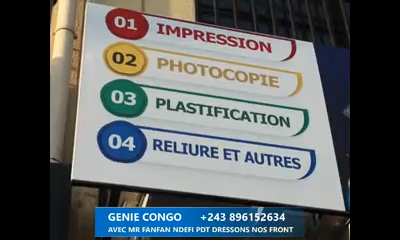 01 IMPRESSION
02 PHOTOCOPIE
03 PLASTIFICATION
04 RELIURE ET AUTRES
GENIE CONGO +243 896152634
AVEC MR FANFAN NDEFI PDT DRESSONS NOS FRONT